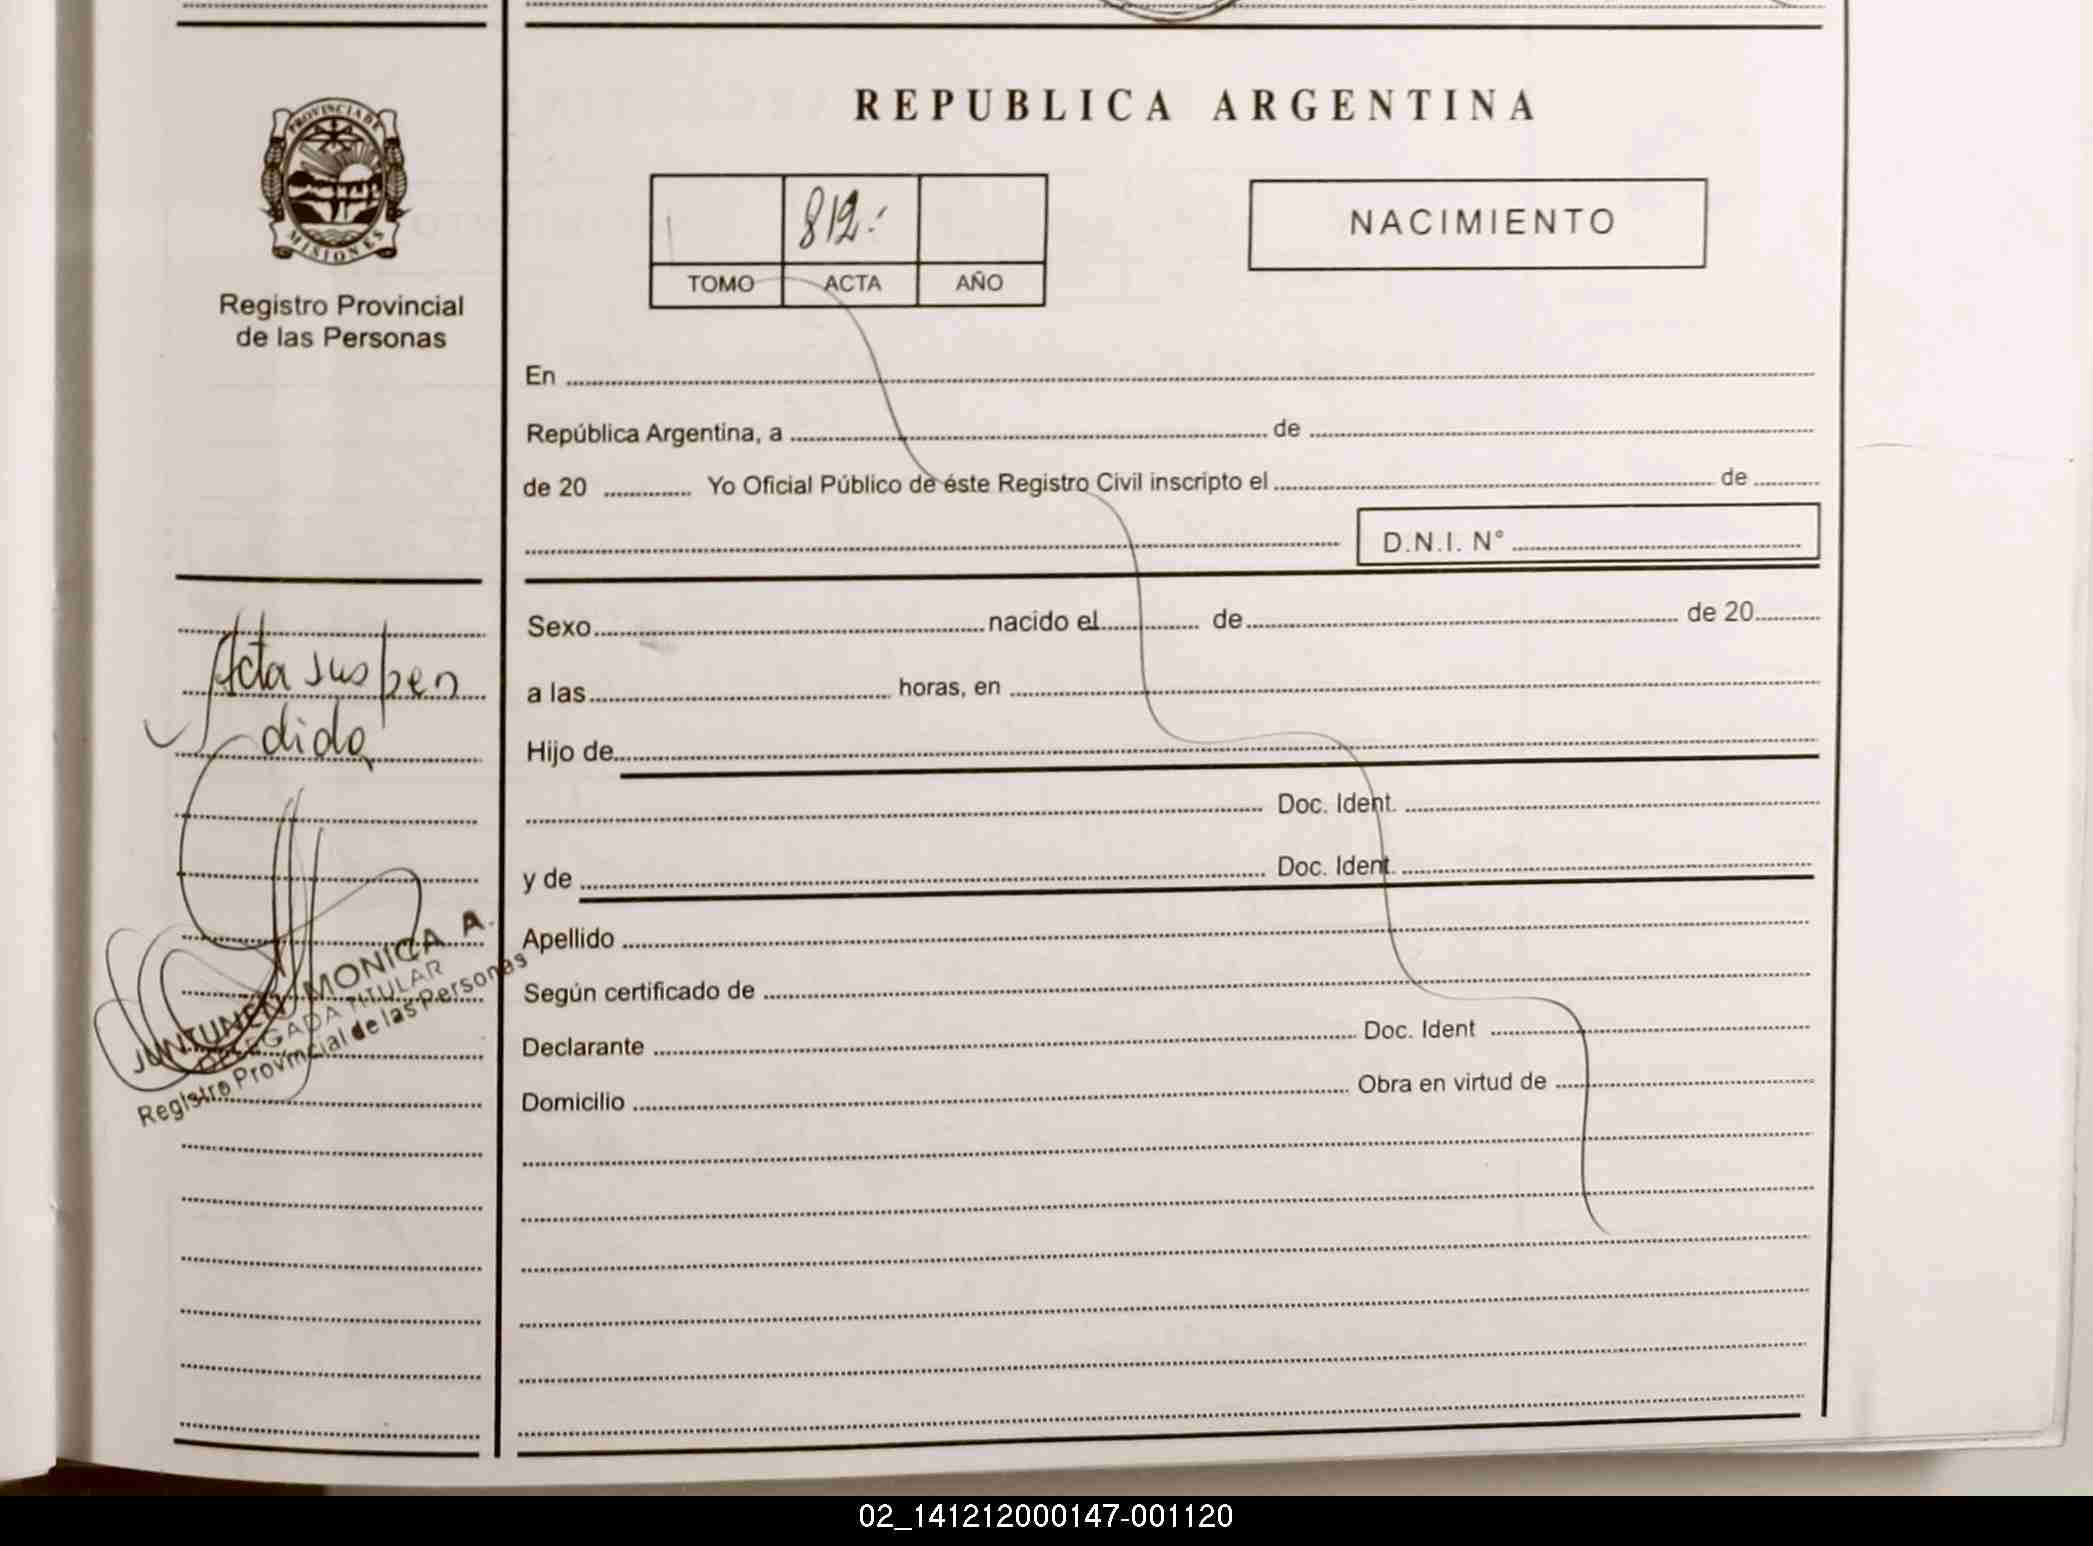 REPUBLICA ARGENTINA
PROVINCIA DE
MISIONES
Registro Provincial
de las Personas
812.-
TOMO ACTA AÑO
NACIMIENTO
En
República Argentina, a de
de 20 Yo Oficial Público de éste Registro Civil inscripto el de
D.N.I. N°
Sexo nacido el de de 20
a las horas, en
Hijo de
Doc. Ident.
y de Doc. Ident.
Apellido
Según certificado de
Declarante Doc. Ident
Domicilio Obra en virtud de
Acta suspen
dida
JUNTUNEN MONICA A.
DELEGADA TITULAR
Registro Provincial de las Personas
02_141212000147-001120